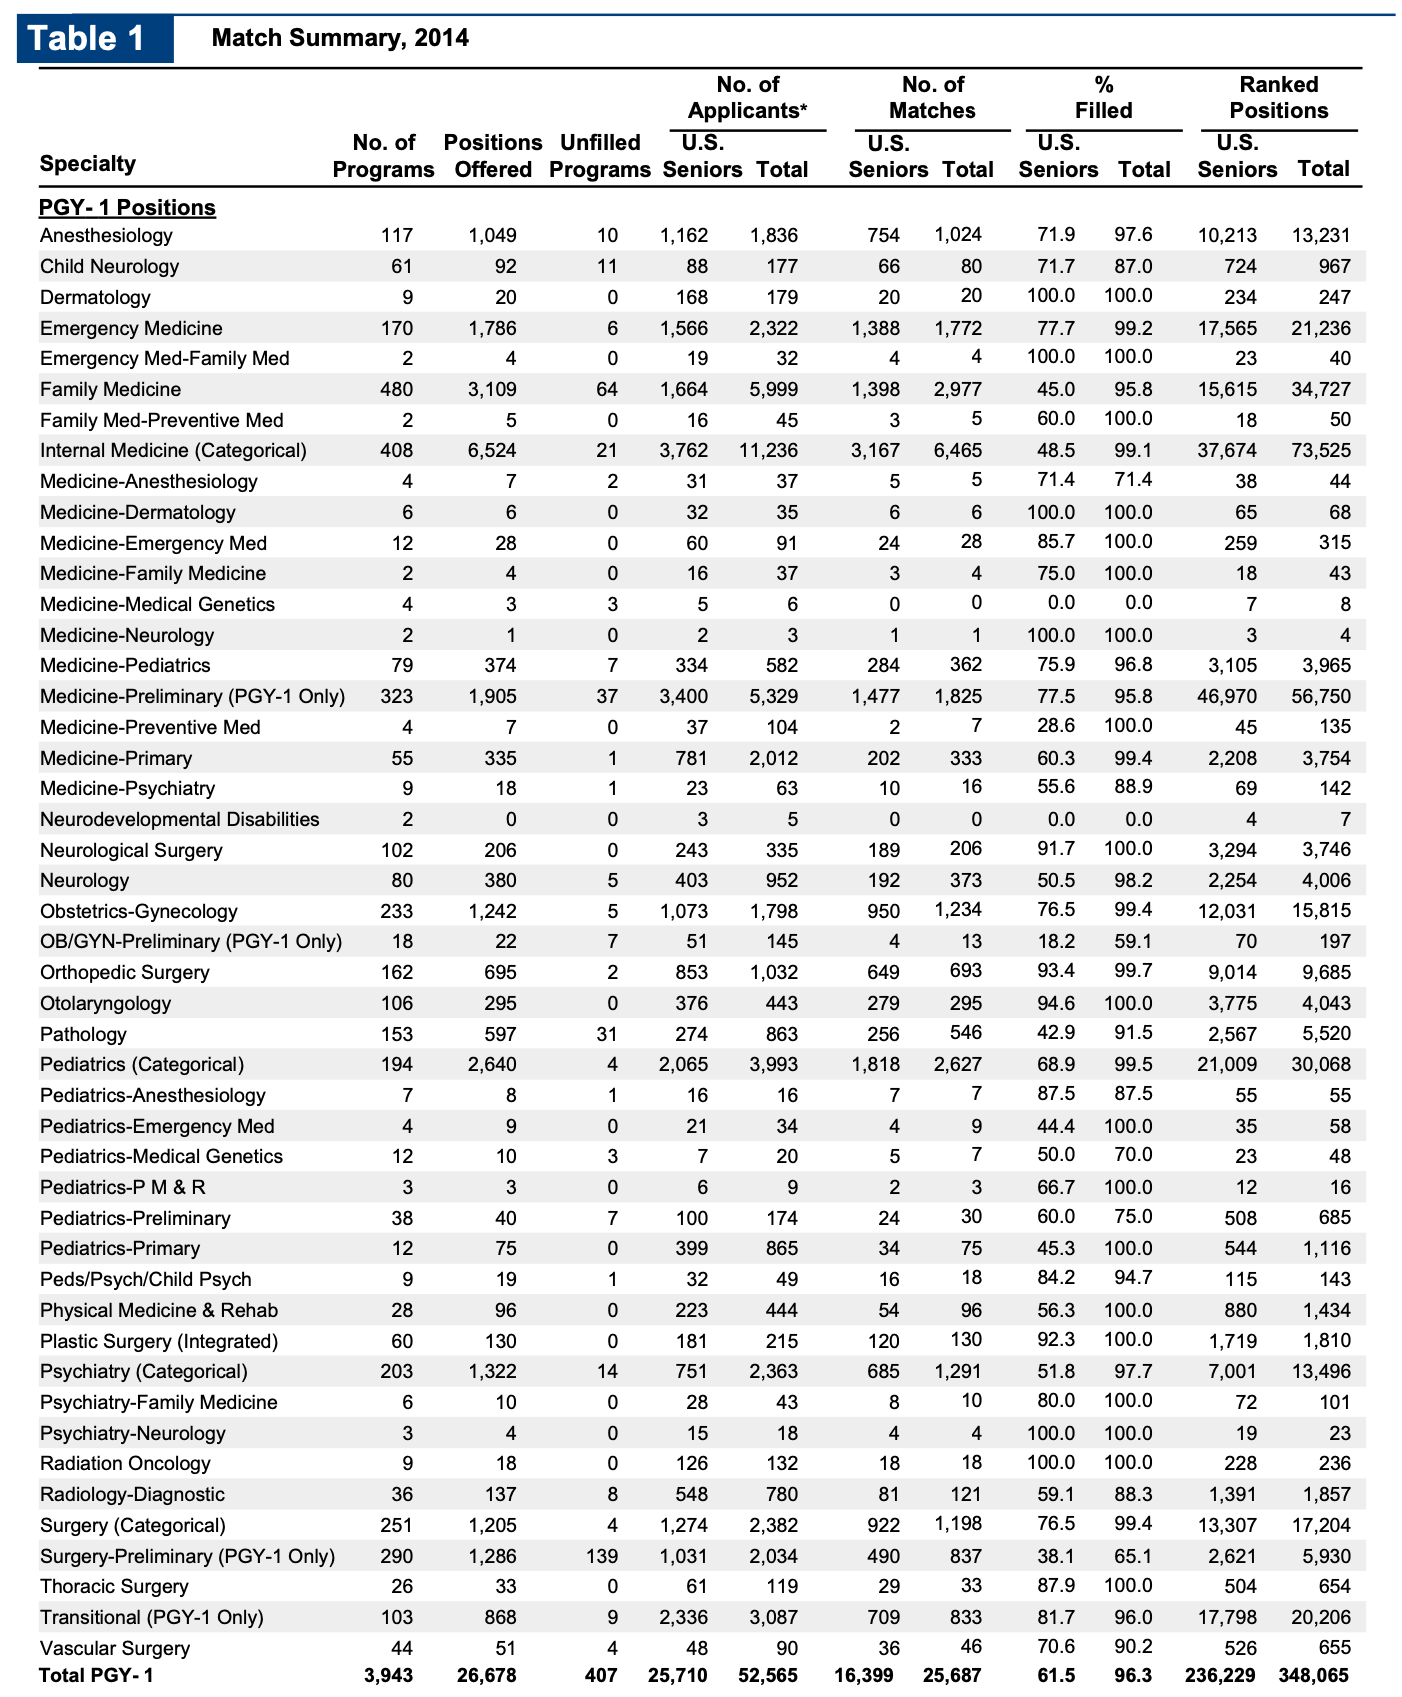 Table 1 Match Summary, 2014
No. of No. of % Ranked
Applicants* Matches Filled Positions
No. of Positions Unfilled U.S. U.S. U.S. U.S.
Specialty Programs Offered Programs Seniors Total Seniors Total Seniors Total Seniors Total
PGY- 1 Positions
Anesthesiology 117 1,049 10 1,162 1,836 754 1,024 71.9 97.6 10,213 13,231
Child Neurology 61 92 11 88 177 66 80 71.7 87.0 724 967
Dermatology 9 20 0 168 179 20 20 100.0 100.0 234 247
Emergency Medicine 170 1,786 6 1,566 2,322 1,388 1,772 77.7 99.2 17,565 21,236
Emergency Med-Family Med 2 4 0 19 32 4 4 100.0 100.0 23 40
Family Medicine 480 3,109 64 1,664 5,999 1,398 2,977 45.0 95.8 15,615 34,727
Family Med-Preventive Med 2 5 0 16 45 3 5 60.0 100.0 18 50
Internal Medicine (Categorical) 408 6,524 21 3,762 11,236 3,167 6,465 48.5 99.1 37,674 73,525
Medicine-Anesthesiology 4 7 2 31 37 5 5 71.4 71.4 38 44
Medicine-Dermatology 6 6 0 32 35 6 6 100.0 100.0 65 68
Medicine-Emergency Med 12 28 0 60 91 24 28 85.7 100.0 259 315
Medicine-Family Medicine 2 4 0 16 37 3 4 75.0 100.0 18 43
Medicine-Medical Genetics 4 3 3 5 6 0 0 0.0 0.0 7 8
Medicine-Neurology 2 1 0 2 3 1 1 100.0 100.0 3 4
Medicine-Pediatrics 79 374 7 334 582 284 362 75.9 96.8 3,105 3,965
Medicine-Preliminary (PGY-1 Only) 323 1,905 37 3,400 5,329 1,477 1,825 77.5 95.8 46,970 56,750
Medicine-Preventive Med 4 7 0 37 104 2 7 28.6 100.0 45 135
Medicine-Primary 55 335 1 781 2,012 202 333 60.3 99.4 2,208 3,754
Medicine-Psychiatry 9 18 1 23 63 10 16 55.6 88.9 69 142
Neurodevelopmental Disabilities 2 0 0 3 5 0 0 0.0 0.0 4 7
Neurological Surgery 102 206 0 243 335 189 206 91.7 100.0 3,294 3,746
Neurology 80 380 5 403 952 192 373 50.5 98.2 2,254 4,006
Obstetrics-Gynecology 233 1,242 5 1,073 1,798 950 1,234 76.5 99.4 12,031 15,815
OB/GYN-Preliminary (PGY-1 Only) 18 22 7 51 145 4 13 18.2 59.1 70 197
Orthopedic Surgery 162 695 2 853 1,032 649 693 93.4 99.7 9,014 9,685
Otolaryngology 106 295 0 376 443 279 295 94.6 100.0 3,775 4,043
Pathology 153 597 31 274 863 256 546 42.9 91.5 2,567 5,520
Pediatrics (Categorical) 194 2,640 4 2,065 3,993 1,818 2,627 68.9 99.5 21,009 30,068
Pediatrics-Anesthesiology 7 8 1 16 16 7 7 87.5 87.5 55 55
Pediatrics-Emergency Med 4 9 0 21 34 4 9 44.4 100.0 35 58
Pediatrics-Medical Genetics 12 10 3 7 20 5 7 50.0 70.0 23 48
Pediatrics-P M & R 3 3 0 6 9 2 3 66.7 100.0 12 16
Pediatrics-Preliminary 38 40 7 100 174 24 30 60.0 75.0 508 685
Pediatrics-Primary 12 75 0 399 865 34 75 45.3 100.0 544 1,116
Peds/Psych/Child Psych 9 19 1 32 49 16 18 84.2 94.7 115 143
Physical Medicine & Rehab 28 96 0 223 444 54 96 56.3 100.0 880 1,434
Plastic Surgery (Integrated) 60 130 0 181 215 120 130 92.3 100.0 1,719 1,810
Psychiatry (Categorical) 203 1,322 14 751 2,363 685 1,291 51.8 97.7 7,001 13,496
Psychiatry-Family Medicine 6 10 0 28 43 8 10 80.0 100.0 72 101
Psychiatry-Neurology 3 4 0 15 18 4 4 100.0 100.0 19 23
Radiation Oncology 9 18 0 126 132 18 18 100.0 100.0 228 236
Radiology-Diagnostic 36 137 8 548 780 81 121 59.1 88.3 1,391 1,857
Surgery (Categorical) 251 1,205 4 1,274 2,382 922 1,198 76.5 99.4 13,307 17,204
Surgery-Preliminary (PGY-1 Only) 290 1,286 139 1,031 2,034 490 837 38.1 65.1 2,621 5,930
Thoracic Surgery 26 33 0 61 119 29 33 87.9 100.0 504 654
Transitional (PGY-1 Only) 103 868 9 2,336 3,087 709 833 81.7 96.0 17,798 20,206
Vascular Surgery 44 51 4 48 90 36 46 70.6 90.2 526 655
Total PGY- 1 3,943 26,678 407 25,710 52,565 16,399 25,687 61.5 96.3 236,229 348,065